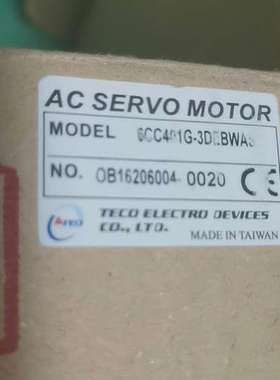 AC SERVO MOTOR
MODEL
NO. OB16206004 0020 CE
TECO ELECTRO DEVICES
CO., LTD. MADE IN TAIWAN